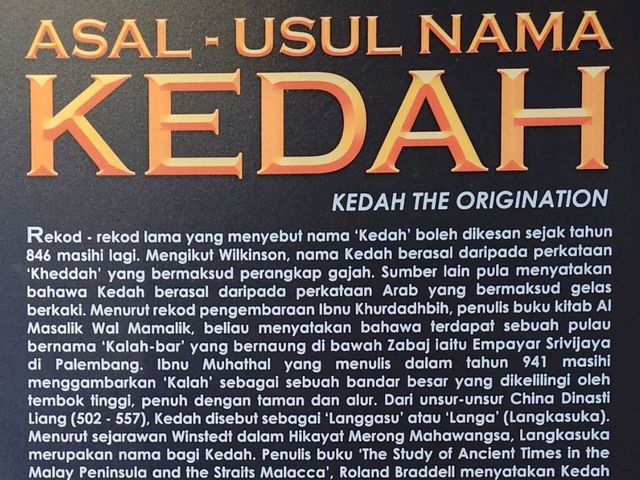 ASAL - USUL NAMA
KEDAH
KEDAH THE ORIGINATION
Rekod - rekod lama yang menyebut nama ‘Kedah’ boleh dikesan sejak tahun
846 masihi lagi. Mengikut Wilkinson, nama Kedah berasal daripada perkataan
‘Kheddah’ yang bermaksud perangkap gajah. Sumber lain pula menyatakan
bahawa Kedah berasal daripada perkataan Arab yang bermaksud gelas
berkaki. Menurut rekod pengembaraan Ibnu Khurdadhbih, penulis buku kitab Al
Masalik Wal Mamalik, beliau menyatakan bahawa terdapat sebuah pulau
bernama ‘Kalah-bar’ yang bernaung di bawah Zabaj iaitu Empayar Srivijaya
di Palembang. Ibnu Muhathal yang menulis dalam tahun 941 masihi
menggambarkan ‘Kalah’ sebagai sebuah bandar besar yang dikelilingi oleh
tembok tinggi, penuh dengan taman dan alur. Dari unsur-unsur China Dinasti
Liang (502 - 557), Kedah disebut sebagai ‘Langgasu’ atau ‘Langa’ (Langkasuka).
Menurut sejarawan Winstedt dalam Hikayat Merong Mahawangsa, Langkasuka
merupakan nama bagi Kedah. Penulis buku ‘The Study of Ancient Times in the
Malay Peninsula and the Straits Malacca’, Roland Braddell menyatakan Kedah